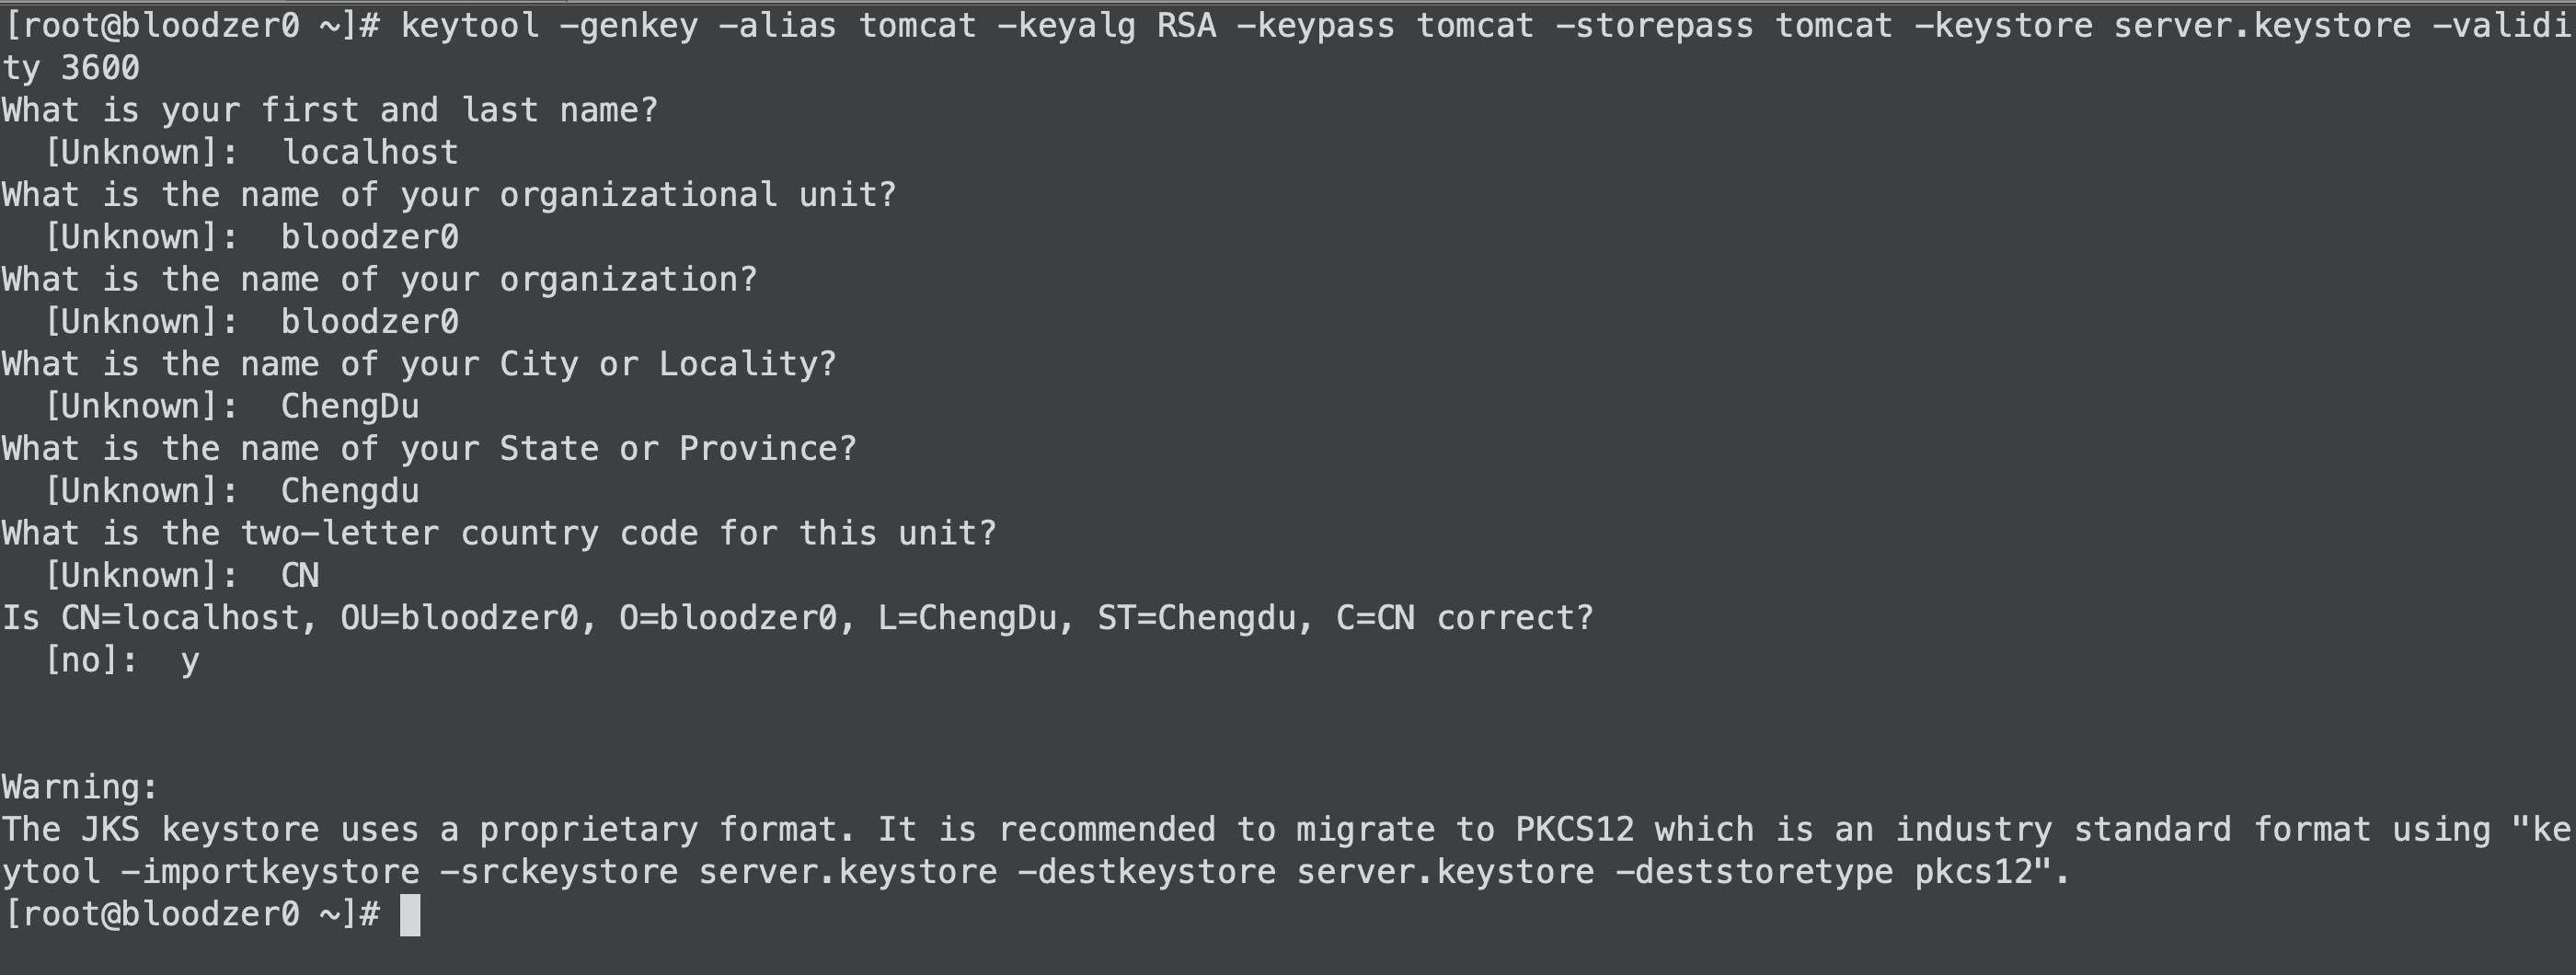 [root@bloodzer0 ~]# keytool -genkey -alias tomcat -keyalg RSA -keypass tomcat -storepass tomcat -keystore server.keystore -validi
ty 3600
What is your first and last name?
  [Unknown]:  localhost
What is the name of your organizational unit?
  [Unknown]:  bloodzer0
What is the name of your organization?
  [Unknown]:  bloodzer0
What is the name of your City or Locality?
  [Unknown]:  ChengDu
What is the name of your State or Province?
  [Unknown]:  Chengdu
What is the two-letter country code for this unit?
  [Unknown]:  CN
Is CN=localhost, OU=bloodzer0, O=bloodzer0, L=ChengDu, ST=Chengdu, C=CN correct?
  [no]:  y
Warning:
The JKS keystore uses a proprietary format. It is recommended to migrate to PKCS12 which is an industry standard format using "ke
ytool -importkeystore -srckeystore server.keystore -destkeystore server.keystore -deststoretype pkcs12".
[root@bloodzer0 ~]#